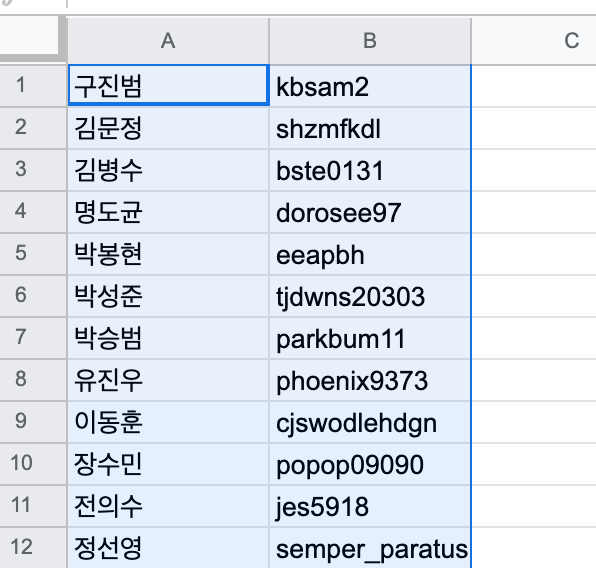 A B C
1 구진범 kbsam2
2 김문정 shzmfkdl
3 김병수 bste0131
4 명도균 dorosee97
5 박봉현 eeapbh
6 박성준 tjdwns20303
7 박승범 parkbum11
8 유진우 phoenix9373
9 이동훈 cjswodlehdgn
10 장수민 popop09090
11 전의수 jes5918
12 정선영 semper_paratus